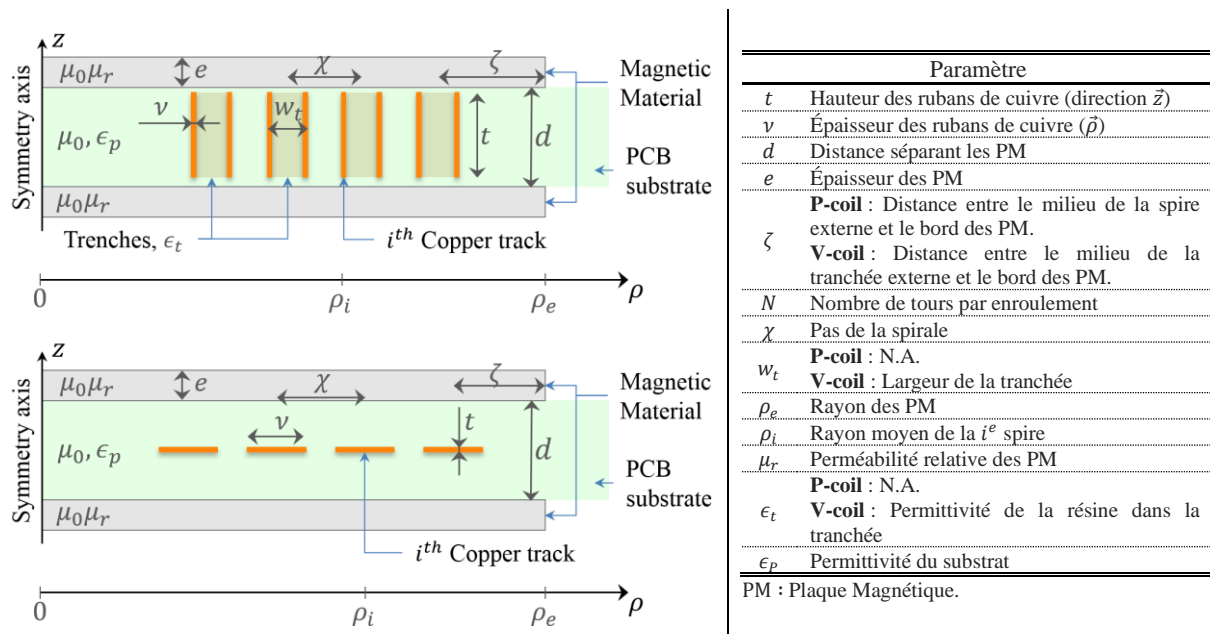 z
Symmetry axis
μ₀μᵣ
e
χ
ζ
Magnetic
Material
ν
wₜ
μ₀, ϵₚ
t
d
PCB
substrate
μ₀μᵣ
Trenches, ϵₜ
iᵗʰ Copper track
0
ρᵢ
ρₑ
ρ
z
Symmetry axis
μ₀μᵣ
e
χ
ζ
Magnetic
Material
ν
t
μ₀, ϵₚ
d
PCB
substrate
μ₀μᵣ
iᵗʰ Copper track
0
ρᵢ
ρₑ
ρ
Paramètre
t Hauteur des rubans de cuivre (direction z⃗)
ν Épaisseur des rubans de cuivre (ρ⃗)
d Distance séparant les PM
e Épaisseur des PM
P-coil : Distance entre le milieu de la spire
externe et le bord des PM.
ζ
V-coil : Distance entre le milieu de la
tranchée externe et le bord des PM.
N Nombre de tours par enroulement
χ Pas de la spirale
P-coil : N.A.
wₜ
V-coil : Largeur de la tranchée
ρₑ Rayon des PM
ρᵢ Rayon moyen de la iᵉ spire
μᵣ Perméabilité relative des PM
P-coil : N.A.
ϵₜ V-coil : Permittivité de la résine dans la
tranchée
ϵ_P Permittivité du substrat
PM : Plaque Magnétique.